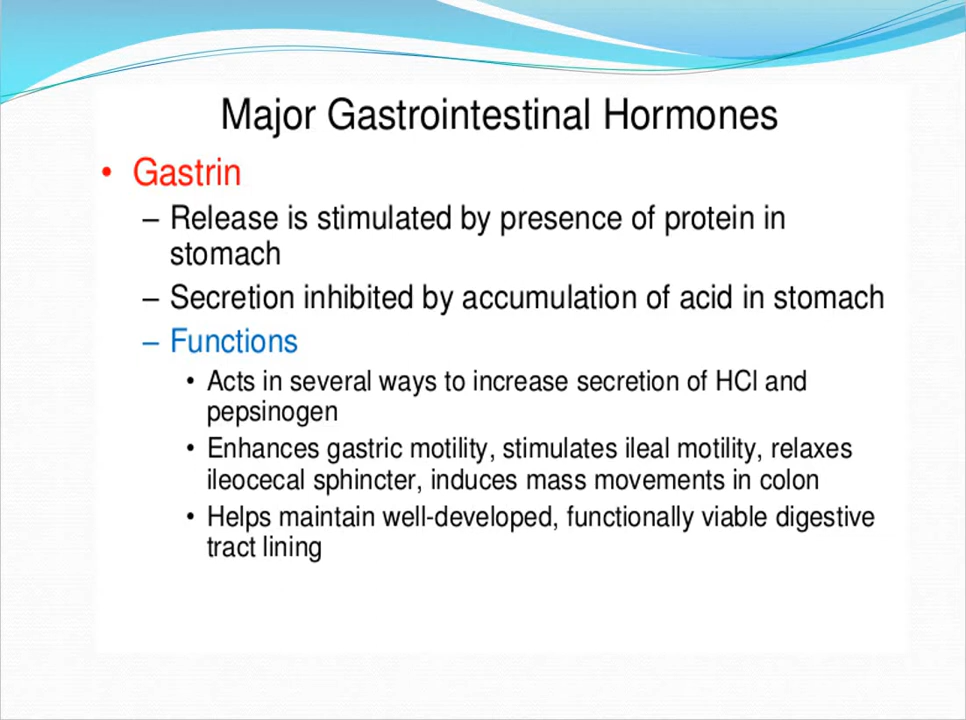 Major Gastrointestinal Hormones
• Gastrin
– Release is stimulated by presence of protein in
stomach
– Secretion inhibited by accumulation of acid in stomach
– Functions
• Acts in several ways to increase secretion of HCl and
pepsinogen
• Enhances gastric motility, stimulates ileal motility, relaxes
ileocecal sphincter, induces mass movements in colon
• Helps maintain well-developed, functionally viable digestive
tract lining